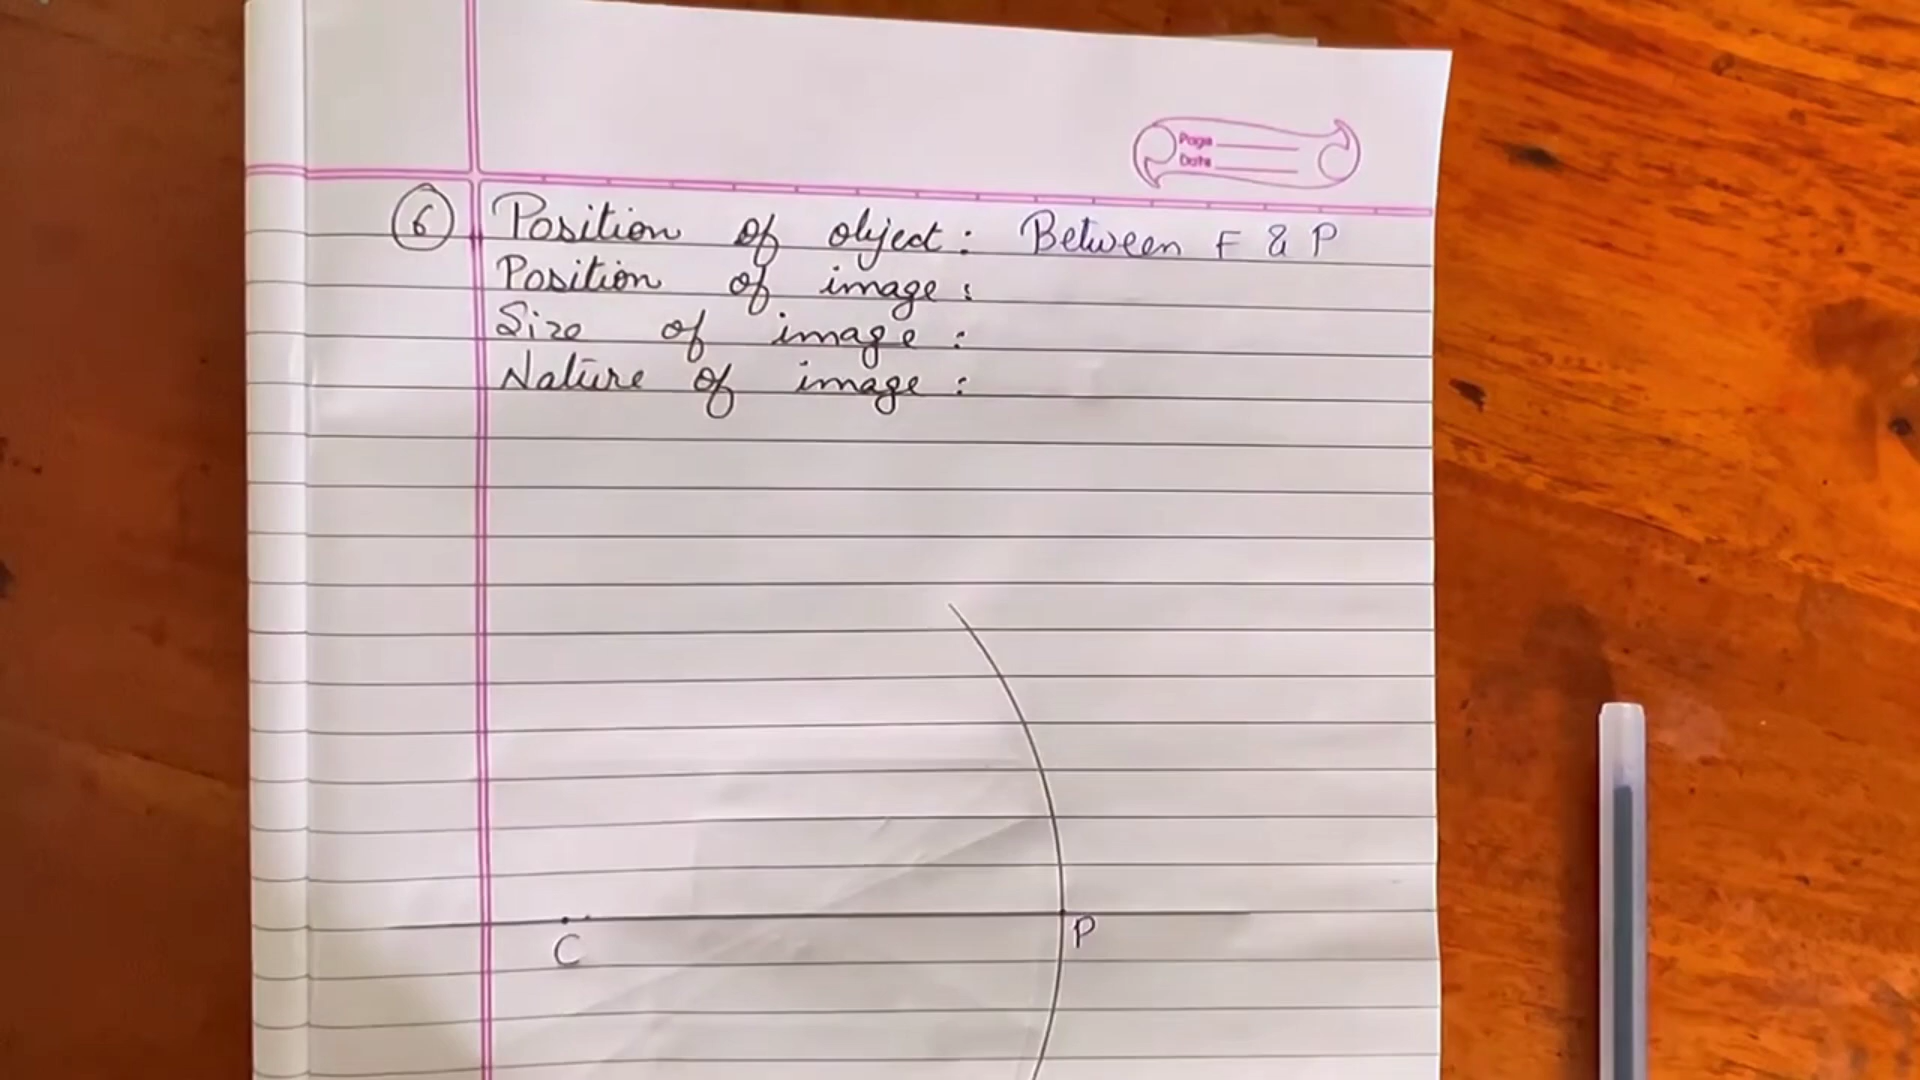 Page
Date
6 Position of object : Between F & P
Position of image :
Size of image :
Nature of image :
C
P